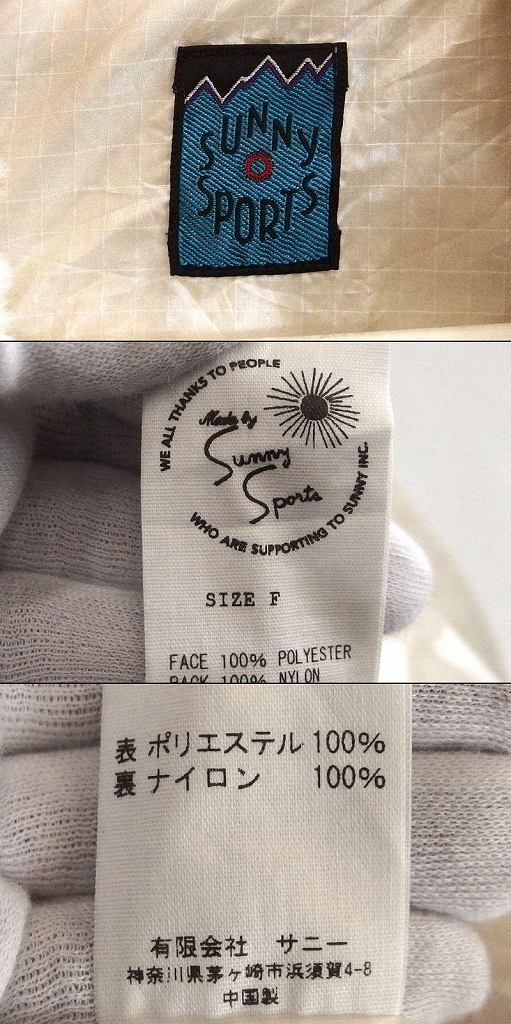 SUNNY
SPORTS
WE ALL THANKS TO PEOPLE
Made by
Sunny
Sports
WHO ARE SUPPORTING TO SUNNY INC.
SIZE F
FACE 100% POLYESTER
BACK 100% NYLON
表 ポリエステル 100%
裏 ナイロン 100%
有限会社 サニー
神奈川県茅ヶ崎市浜須賀4-8
中国製